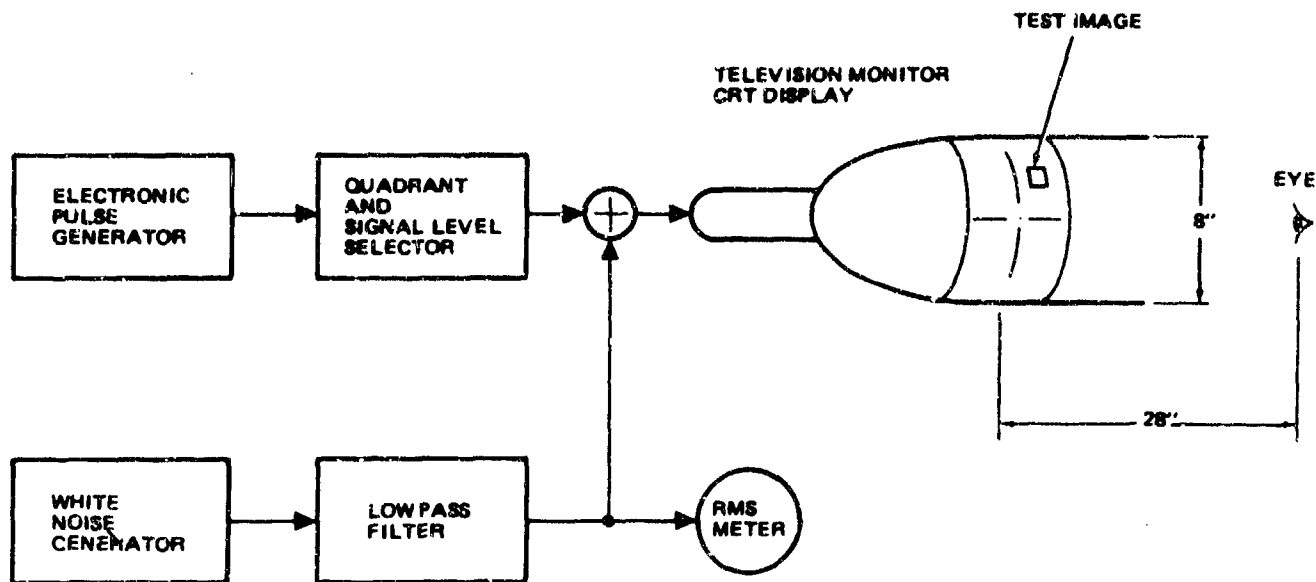 TEST IMAGE
TELEVISION MONITOR
CRT DISPLAY
ELECTRONIC
PULSE
GENERATOR
QUADRANT
AND
SIGNAL LEVEL
SELECTOR
EYE
8"
28"
WHITE
NOISE
GENERATOR
LOW PASS
FILTER
RMS
METER